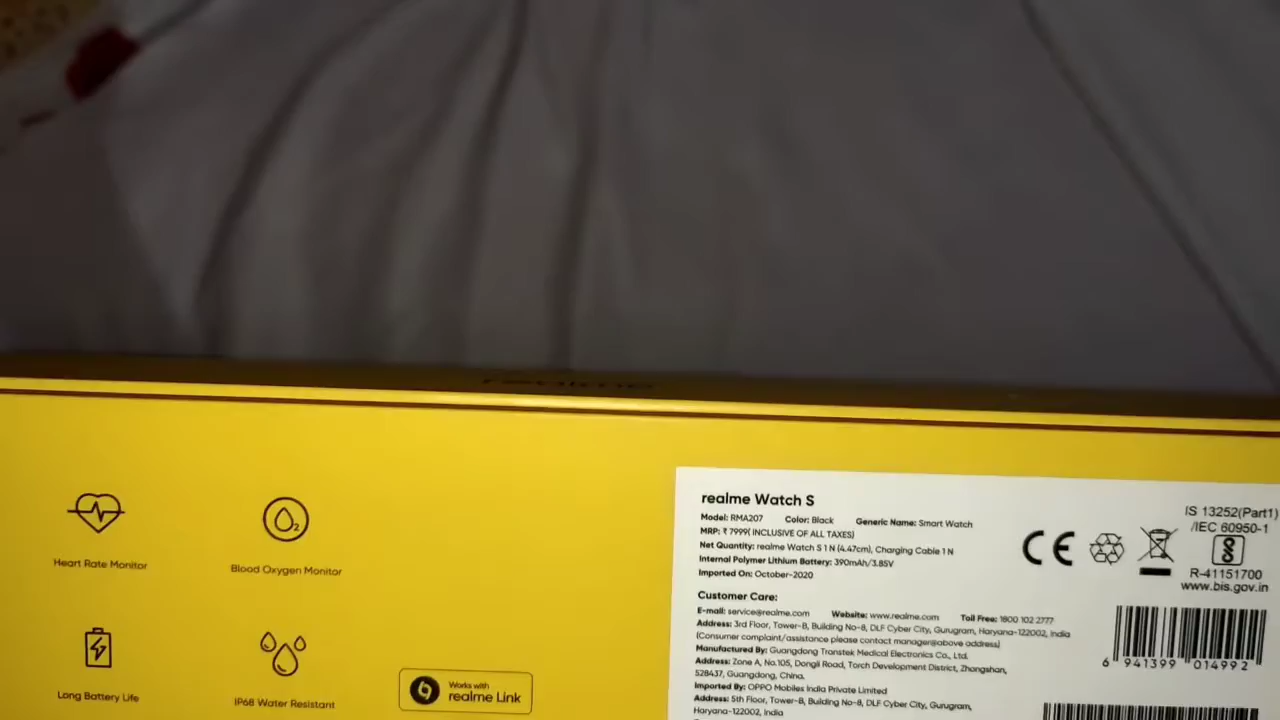 realme
Heart Rate Monitor
Blood Oxygen Monitor
Long Battery Life
IP68 Water Resistant
Works with
realme Link
realme Watch S
Model: RMA207 Color: Black Generic Name: Smart Watch
MRP: ₹ 7999( INCLUSIVE OF ALL TAXES)
Net Quantity: realme Watch S 1 N (4.47cm), Charging Cable 1 N
Internal Polymer Lithium Battery: 390mAh/3.85V
Imported On: October-2020
Customer Care:
E-mail: service@realme.com Website: www.realme.com Toll Free: 1800 102 2777
Address: 3rd Floor, Tower-B, Building No-8, DLF Cyber City, Gurugram, Haryana-122002, India
(Consumer complaint/assistance please contact manager@above address)
Manufactured By: Guangdong Transtek Medical Electronics Co., Ltd.
Address: Zone A, No.105, Dongli Road, Torch Development District, Zhongshan,
528437, Guangdong, China.
Imported By: OPPO Mobiles India Private Limited
Address: 5th Floor, Tower-B, Building No-8, DLF Cyber City, Gurugram,
Haryana-122002, India
CE
IS 13252(Part1)
/IEC 60950-1
R-41151700
www.bis.gov.in
6 941399 014992